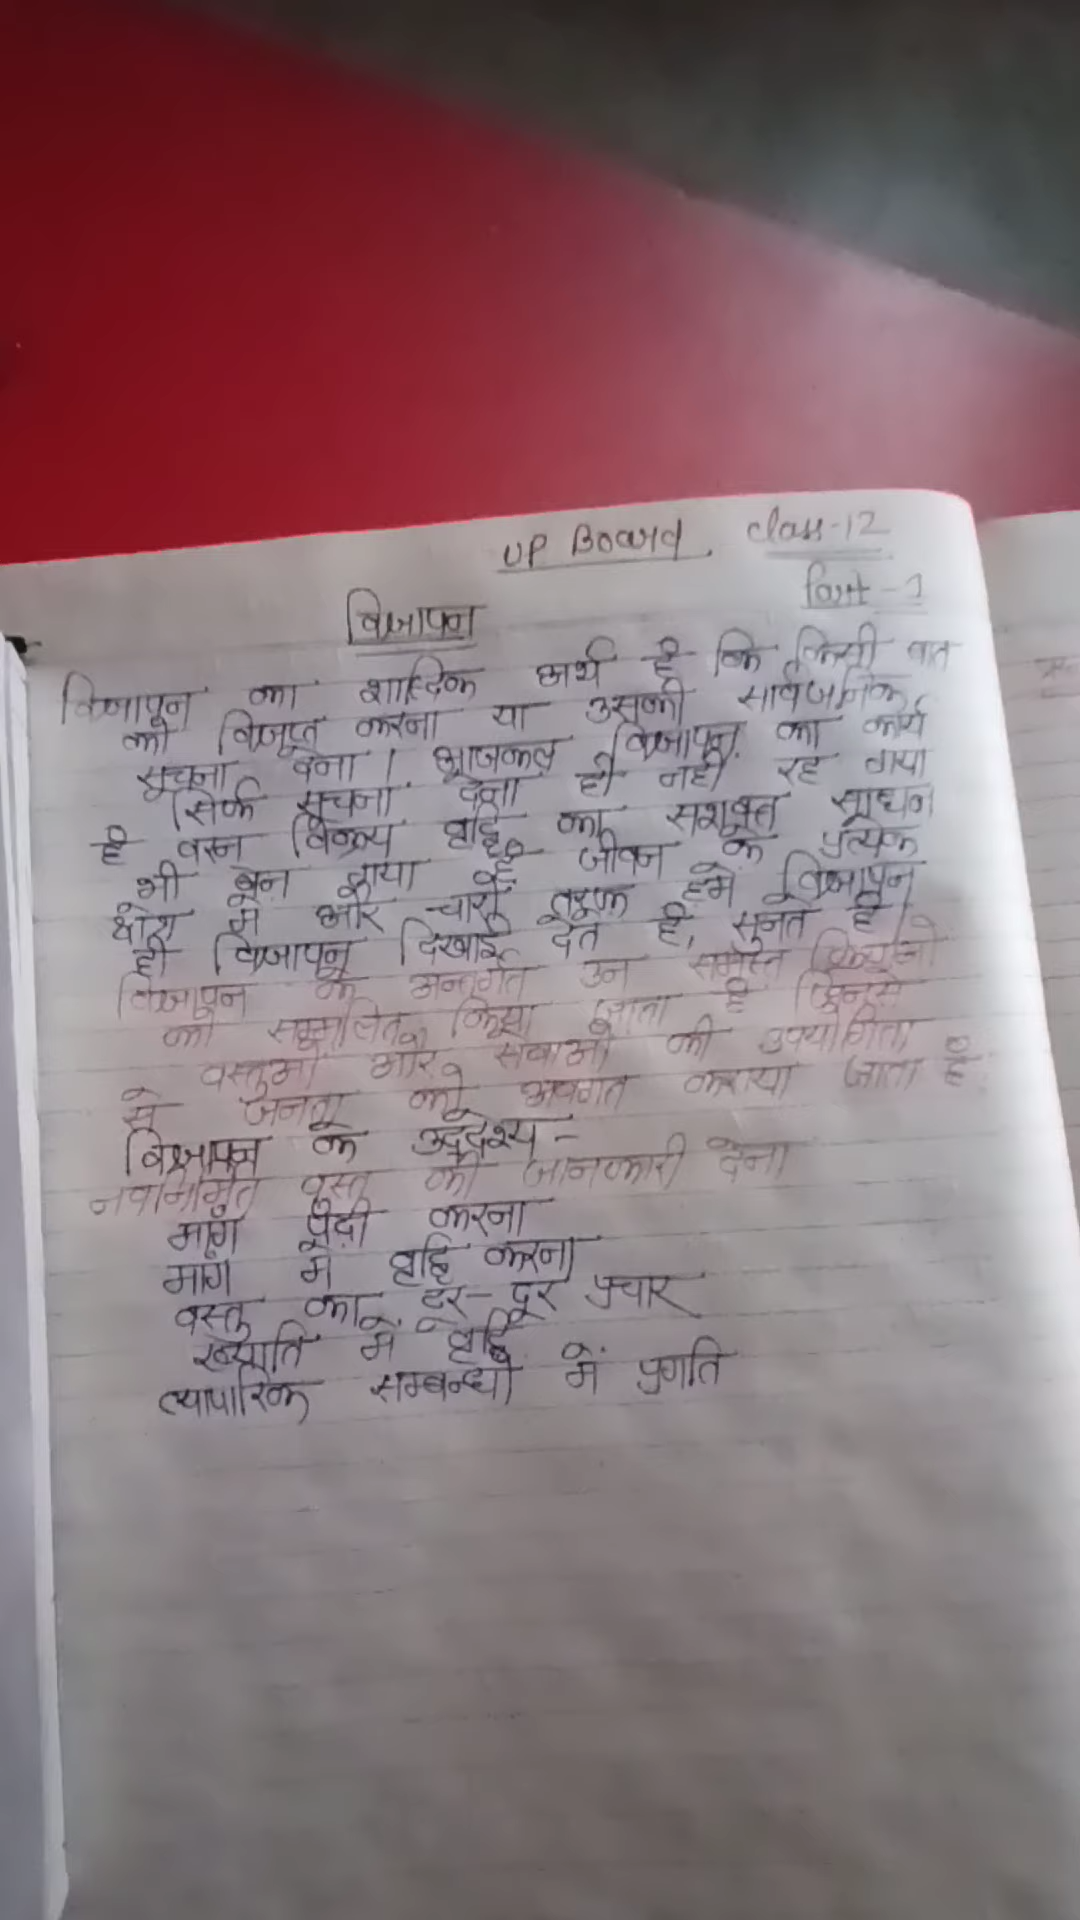 UP Board class-12
Part-1
विज्ञापन
विज्ञापन का शाब्दिक अर्थ है कि किसी बात
को विज्ञप्त करना या उसकी सार्वजनिक
सूचना देना। आजकल विज्ञापन का कार्य
सिर्फ सूचना देना ही नही रह गया
है वरन विक्रय वृद्धि का सशक्त साधन
भी बन गया है जीवन के प्रत्येक
क्षेत्र में और चारो तरफ हमे विज्ञापन
ही विज्ञापन दिखाई देते है, सुनते है।
विज्ञापन के अन्तर्गत उन समस्त क्रियाओ
को सम्मलित किया जाता है जिनसे
वस्तुओ और सेवाओ की उपयोगिता
से जनता को अवगत कराया जाता है
विज्ञापन के उद्देश्य -
नवनिर्मित वस्तु की जानकारी देना
मांग पैदा करना
मांग में वृद्धि करना
वस्तु का दूर-दूर प्रचार
ख्याति में वृद्धि
व्यापारिक सम्बन्धो में प्रगति